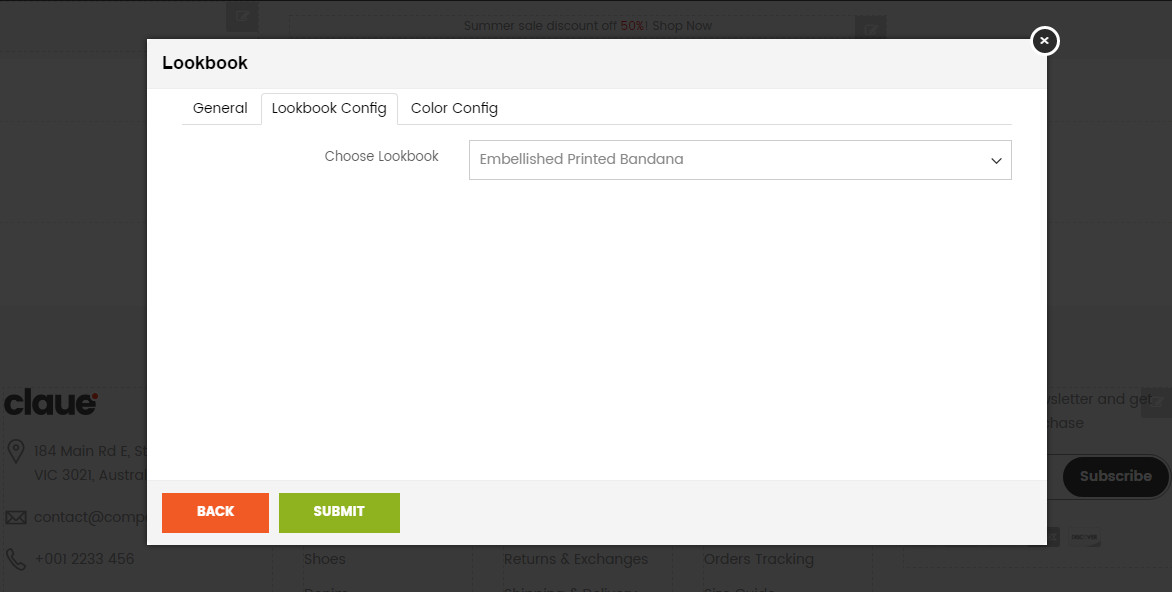 Summer sale discount off 50%! Shop Now
Lookbook
General
Lookbook Config
Color Config
Choose Lookbook
Embellished Printed Bandana
BACK
SUBMIT
claue
184 Main Rd E, St
VIC 3021, Austral
contact@comp
+001 2233 456
Shoes
Returns & Exchanges
Orders Tracking
sletter and get
hase
Subscribe